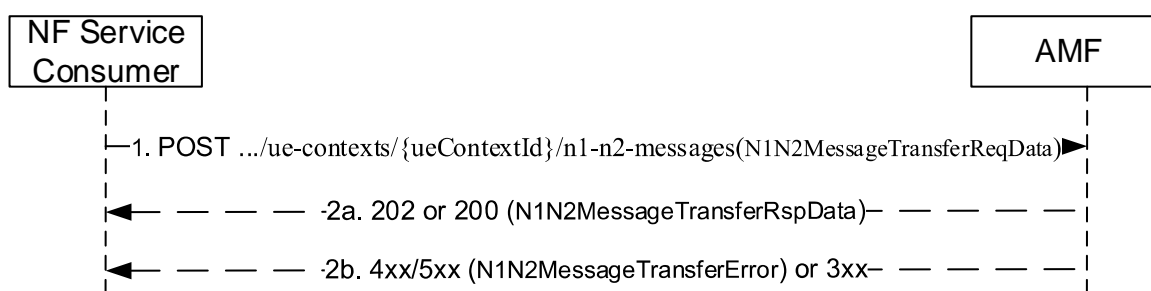 NF Service
Consumer
AMF
1. POST .../ue-contexts/{ueContextId}/n1-n2-messages(N1N2MessageTransferReqData)
2a. 202 or 200 (N1N2MessageTransferRspData)
2b. 4xx/5xx (N1N2MessageTransferError) or 3xx